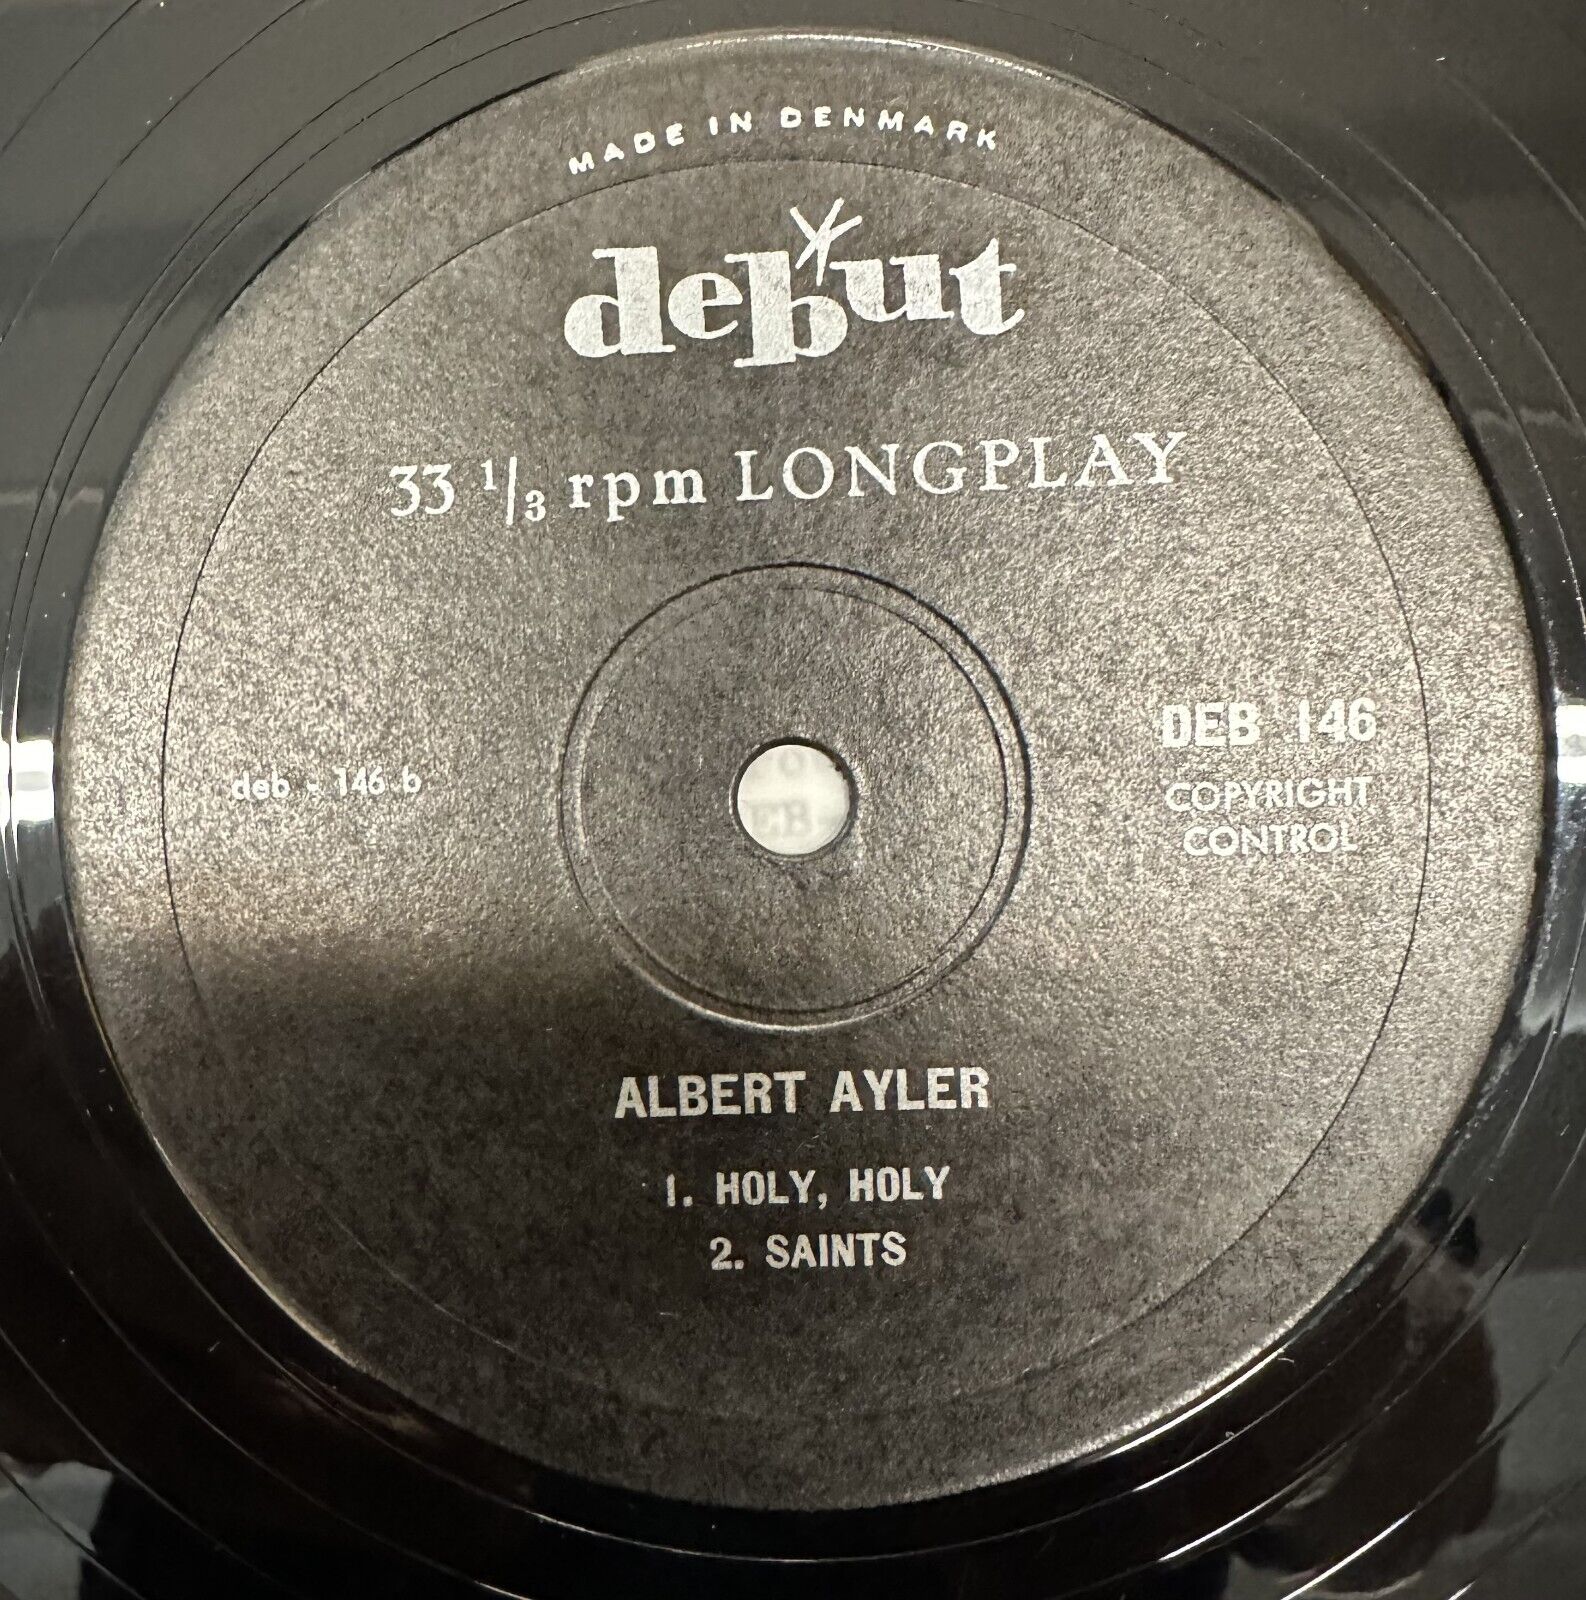 MADE IN DENMARK
debut
33 1/3 rpm LONGPLAY
DEB 146
deb - 146 b
COPYRIGHT
CONTROL
O
EB
ALBERT AYLER
1. HOLY, HOLY
2. SAINTS